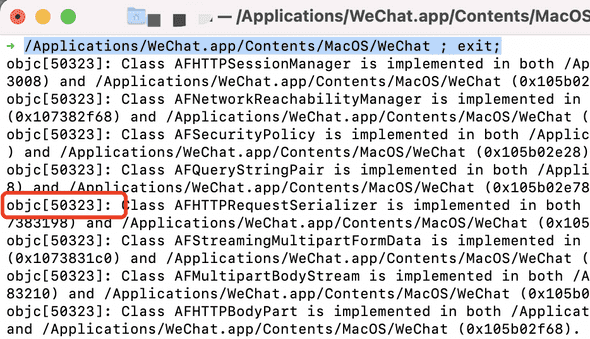 — /Applications/WeChat.app/Contents/MacOS
➜ /Applications/WeChat.app/Contents/MacOS/WeChat ; exit;
objc[50323]: Class AFHTTPSessionManager is implemented in both /Ap
3008) and /Applications/WeChat.app/Contents/MacOS/WeChat (0x105b02
objc[50323]: Class AFNetworkReachabilityManager is implemented in
(0x107382f68) and /Applications/WeChat.app/Contents/MacOS/WeChat (
objc[50323]: Class AFSecurityPolicy is implemented in both /Applic
) and /Applications/WeChat.app/Contents/MacOS/WeChat (0x105b02e28)
objc[50323]: Class AFQueryStringPair is implemented in both /Appli
8) and /Applications/WeChat.app/Contents/MacOS/WeChat (0x105b02e78
objc[50323]: Class AFHTTPRequestSerializer is implemented in both
7383198) and /Applications/WeChat.app/Contents/MacOS/WeChat (0x105
objc[50323]: Class AFStreamingMultipartFormData is implemented in
(0x1073831c0) and /Applications/WeChat.app/Contents/MacOS/WeChat (
objc[50323]: Class AFMultipartBodyStream is implemented in both /A
83210) and /Applications/WeChat.app/Contents/MacOS/WeChat (0x105b0
objc[50323]: Class AFHTTPBodyPart is implemented in both /Applicat
and /Applications/WeChat.app/Contents/MacOS/WeChat (0x105b02f68).